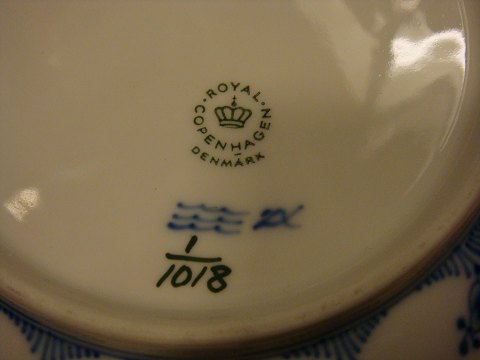 ROYAL
COPENHAGEN
DENMARK
1
1018